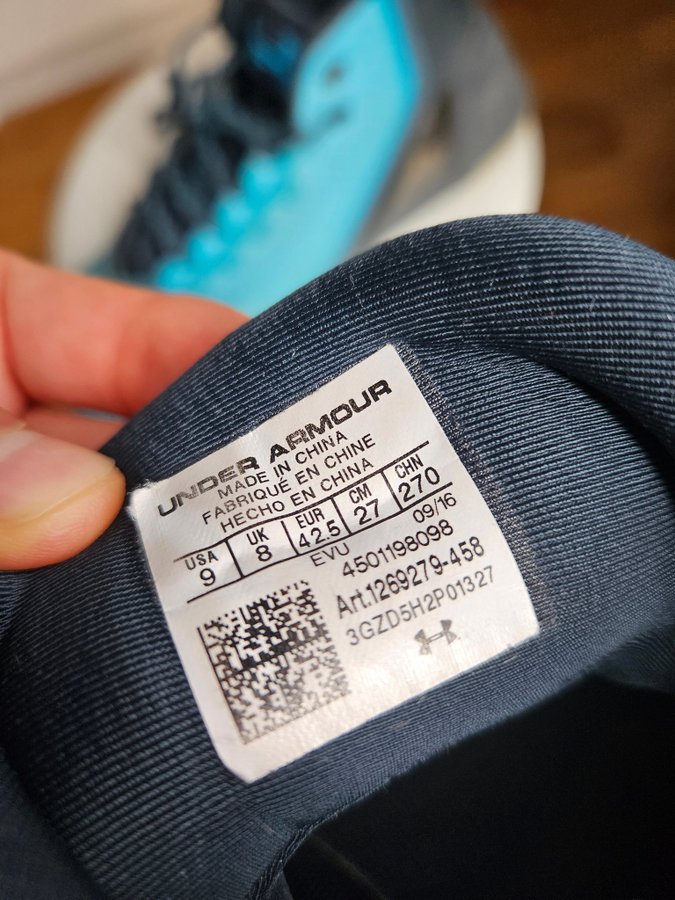 UNDER ARMOUR
MADE IN CHINA
FABRIQUÉ EN CHINE
HECHO EN CHINA
USA UK EUR CM CHN
9 8 42.5 27 270
EVU 09/16
4501198098
Art.1269279-458
3GZD5H2P01327